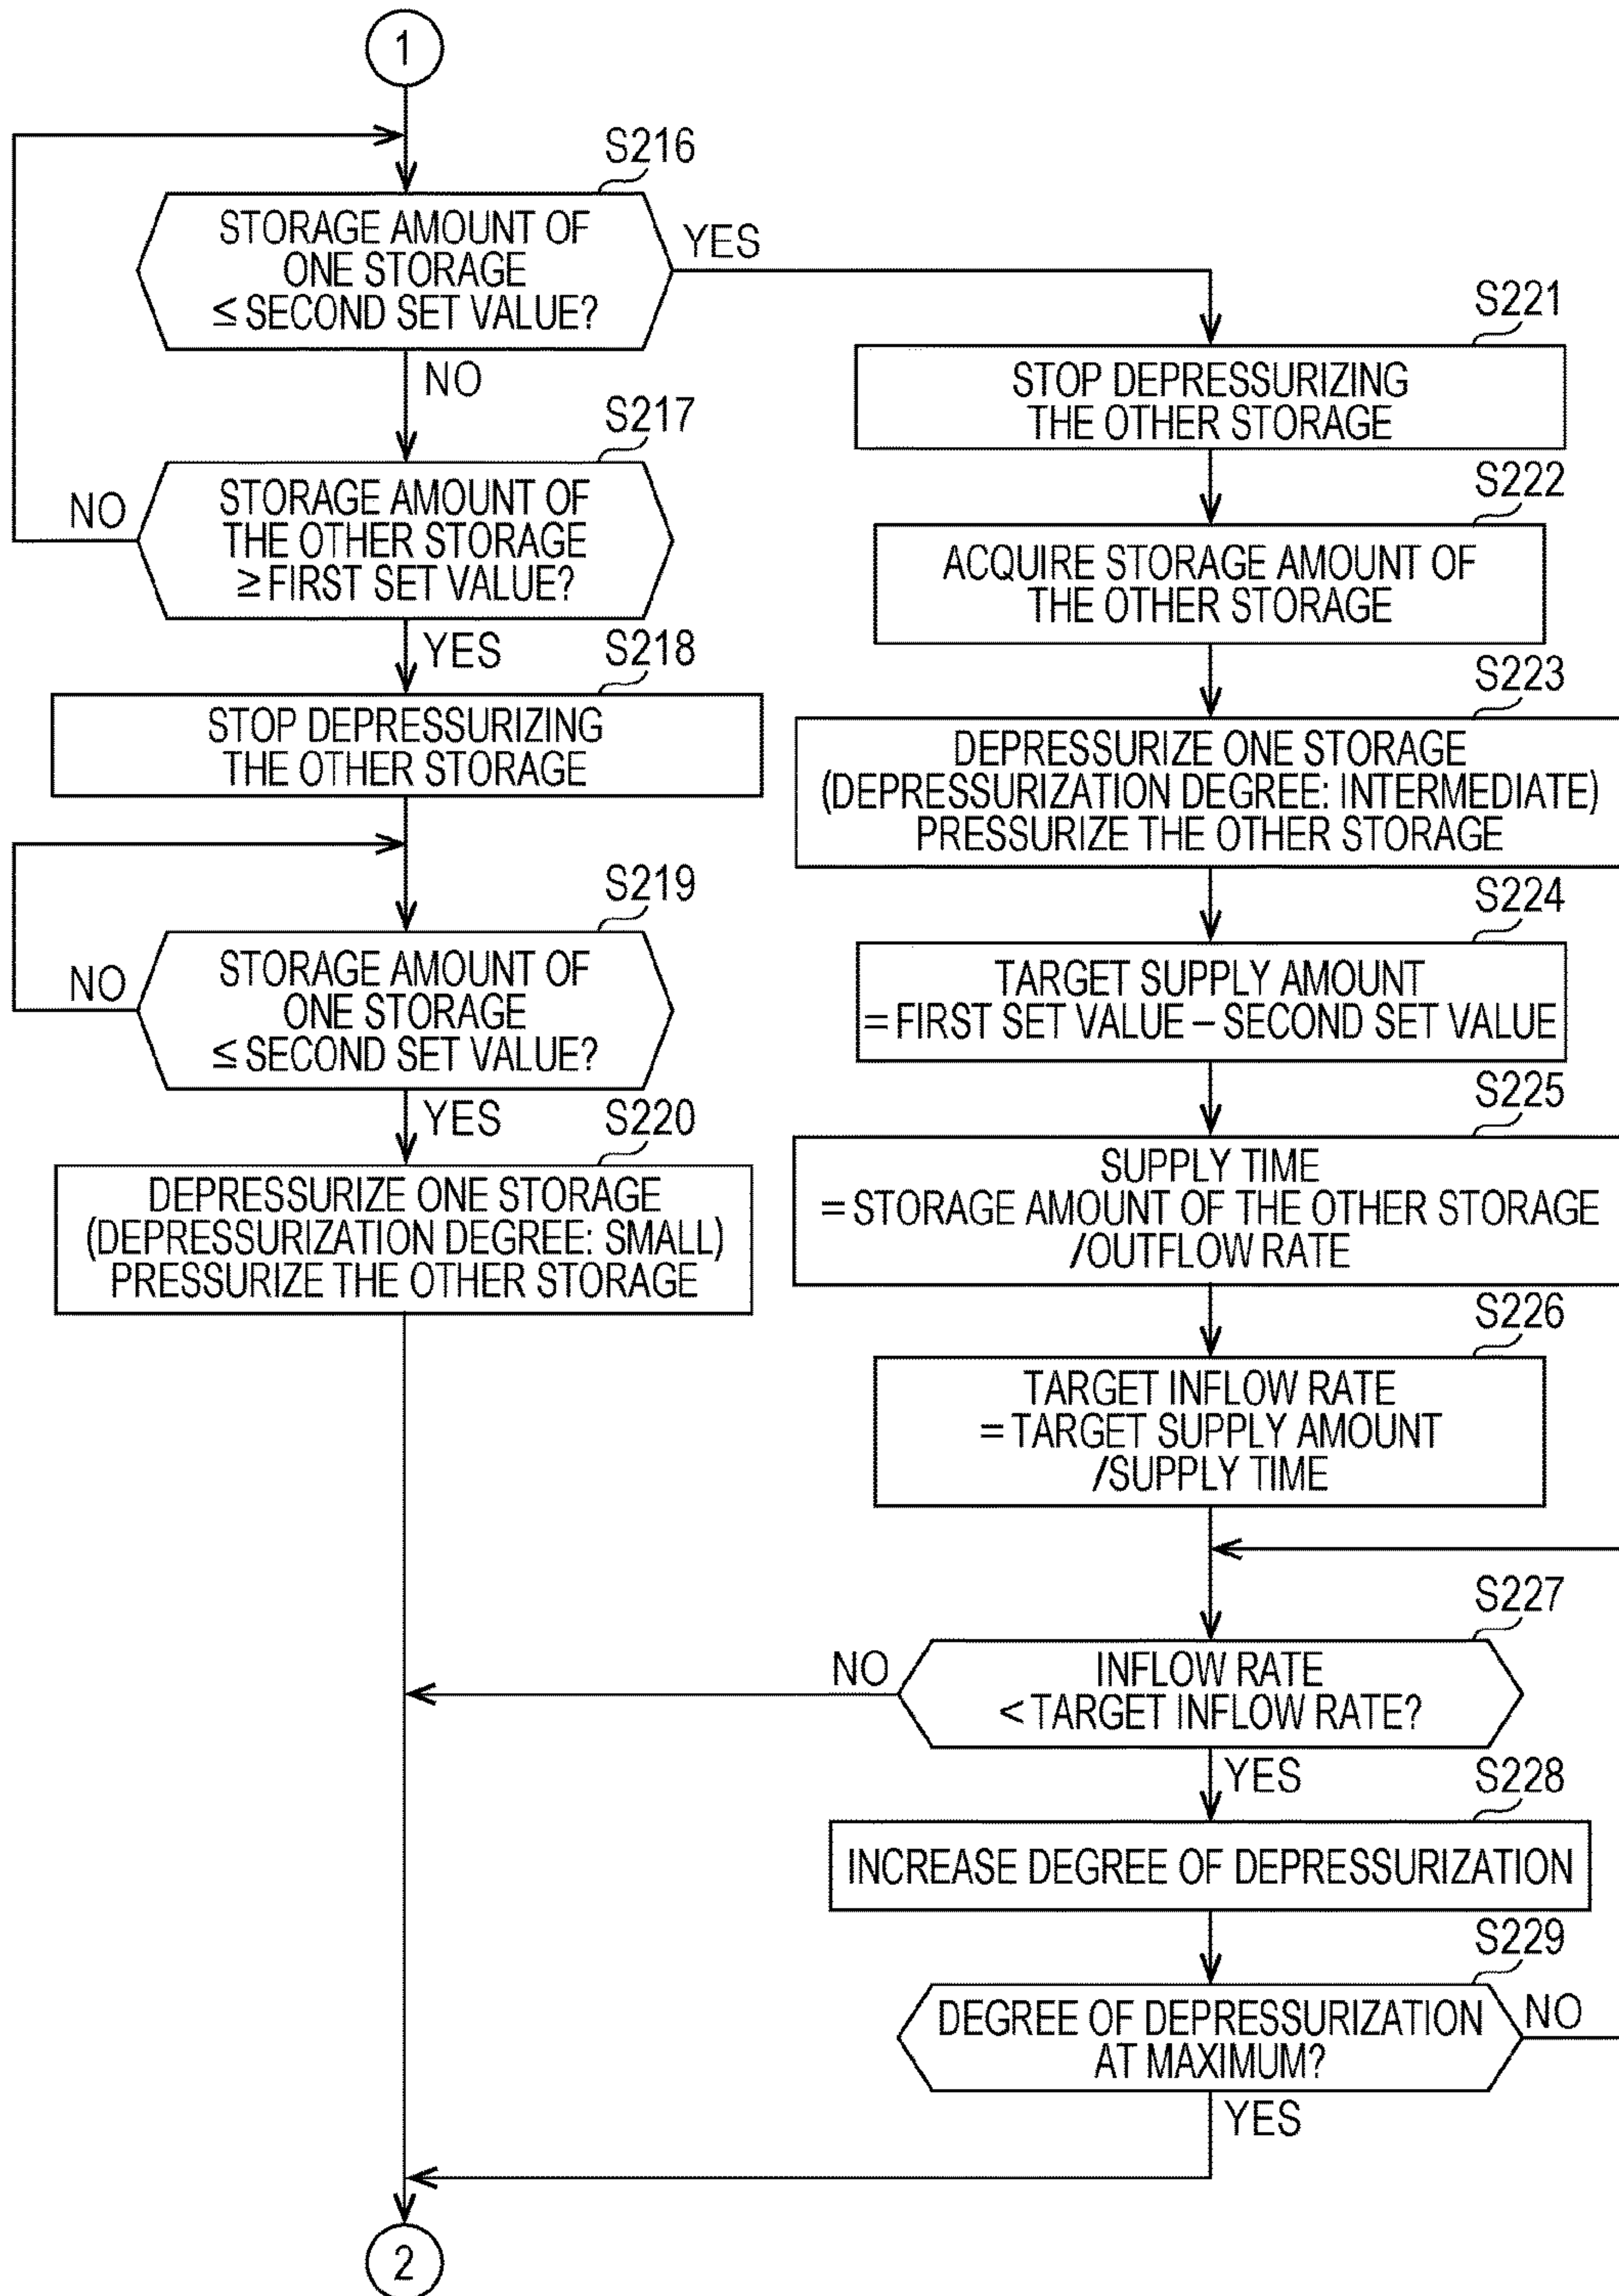 1
S216
STORAGE AMOUNT OF
ONE STORAGE
≤ SECOND SET VALUE?
YES
NO
S217
STORAGE AMOUNT OF
THE OTHER STORAGE
≥ FIRST SET VALUE?
NO
YES
S218
STOP DEPRESSURIZING
THE OTHER STORAGE
S219
STORAGE AMOUNT OF
ONE STORAGE
≤ SECOND SET VALUE?
NO
YES
S220
DEPRESSURIZE ONE STORAGE
(DEPRESSURIZATION DEGREE: SMALL)
PRESSURIZE THE OTHER STORAGE
S221
STOP DEPRESSURIZING
THE OTHER STORAGE
S222
ACQUIRE STORAGE AMOUNT OF
THE OTHER STORAGE
S223
DEPRESSURIZE ONE STORAGE
(DEPRESSURIZATION DEGREE: INTERMEDIATE)
PRESSURIZE THE OTHER STORAGE
S224
TARGET SUPPLY AMOUNT
= FIRST SET VALUE – SECOND SET VALUE
S225
SUPPLY TIME
= STORAGE AMOUNT OF THE OTHER STORAGE
/OUTFLOW RATE
S226
TARGET INFLOW RATE
= TARGET SUPPLY AMOUNT
/SUPPLY TIME
S227
INFLOW RATE
< TARGET INFLOW RATE?
NO
YES
S228
INCREASE DEGREE OF DEPRESSURIZATION
S229
DEGREE OF DEPRESSURIZATION
AT MAXIMUM?
NO
YES
2